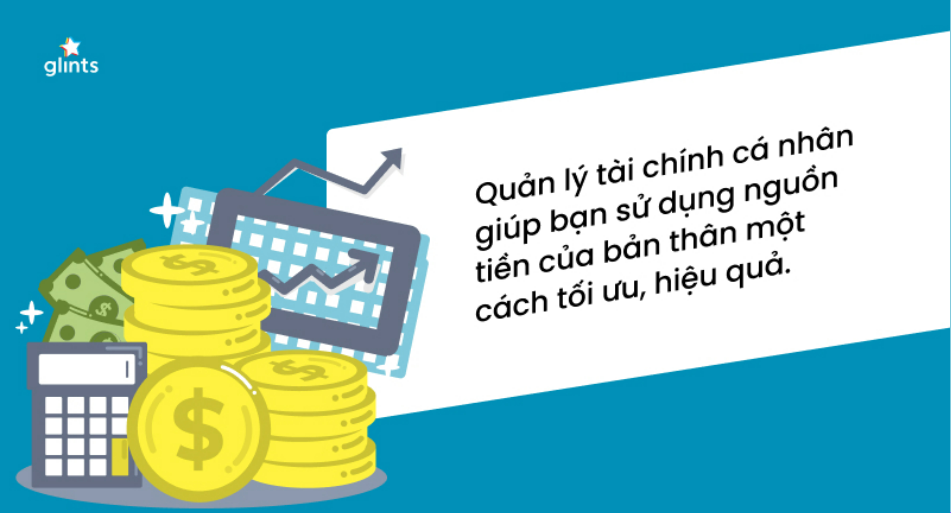 glints
Quản lý tài chính cá nhân
giúp bạn sử dụng nguồn
tiền của bản thân một
cách tối ưu, hiệu quả.
$
$
$
$